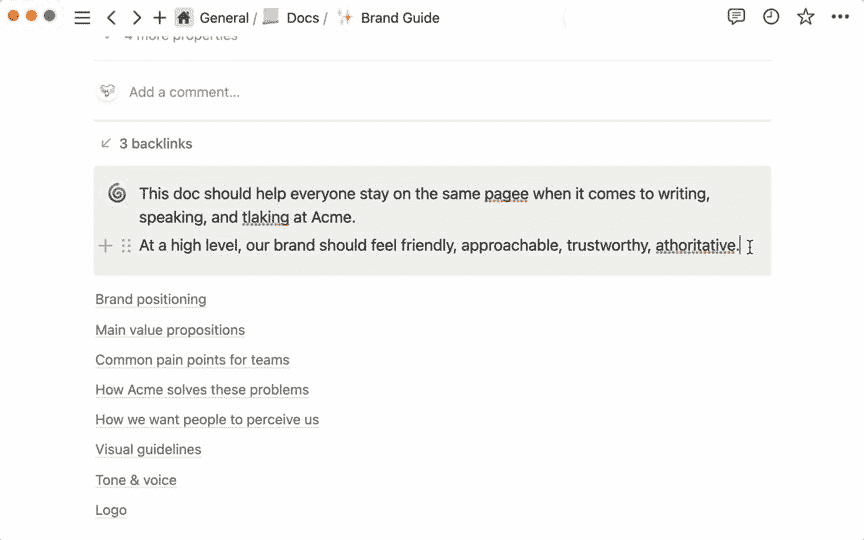 General / Docs / Brand Guide
4 more properties
Add a comment...
3 backlinks
This doc should help everyone stay on the same pagee when it comes to writing,
speaking, and tlaking at Acme.
At a high level, our brand should feel friendly, approachable, trustworthy, athoritative.
Brand positioning
Main value propositions
Common pain points for teams
How Acme solves these problems
How we want people to perceive us
Visual guidelines
Tone & voice
Logo